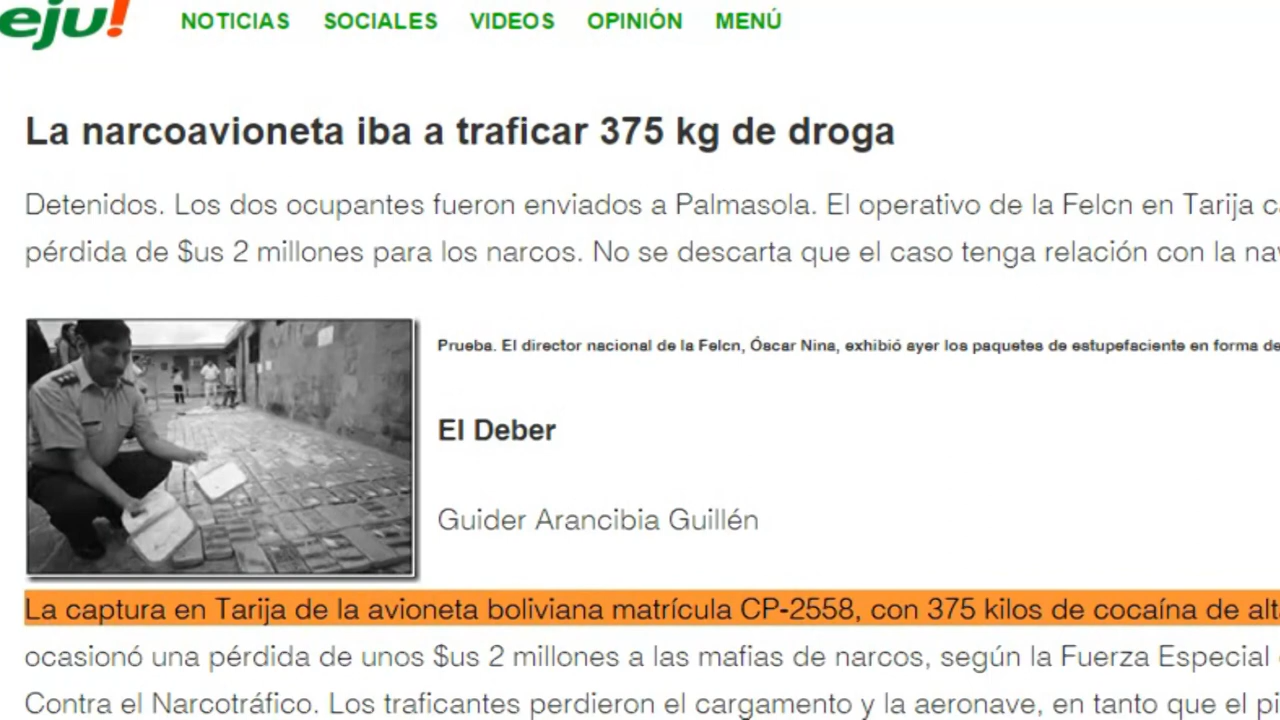 eju!
NOTICIAS SOCIALES VIDEOS OPINIÓN MENÚ
La narcoavioneta iba a traficar 375 kg de droga
Detenidos. Los dos ocupantes fueron enviados a Palmasola. El operativo de la Felcn en Tarija
pérdida de $us 2 millones para los narcos. No se descarta que el caso tenga relación con la
Prueba. El director nacional de la Felcn, Óscar Nina, exhibió ayer los paquetes de estupefaciente en forma de
El Deber
Guider Arancibia Guillén
La captura en Tarija de la avioneta boliviana matrícula CP-2558, con 375 kilos de cocaína de
ocasionó una pérdida de unos $us 2 millones a las mafias de narcos, según la Fuerza Especial
Contra el Narcotráfico. Los traficantes perdieron el cargamento y la aeronave, en tanto que el